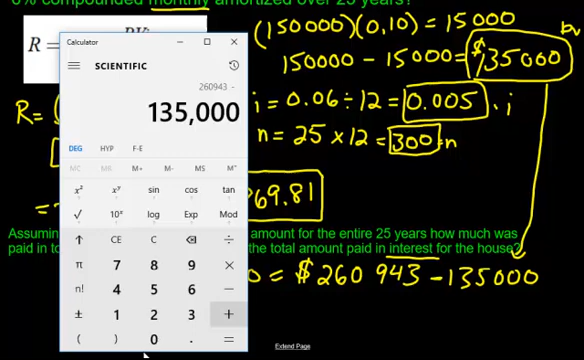 6% compounded monthly amortized over 25 years?
(150000)(0,10) = 15000
R =
150000 - 15000 = $135000
Calculator
SCIENTIFIC
260943 -
135,000
DEG HYP F-E
MC MR M+ M- MS M˅
x² xʸ sin cos tan
√ 10ˣ log Exp Mod
↑ CE C ÷
π 7 8 9 ×
n! 4 5 6 −
± 1 2 3 +
( ) 0 . =
R =
i = 0.06 ÷ 12 = 0.005 . i
n = 25 × 12 = 300 = n
69.81
Assuming amount for the entire 25 years how much was
paid in to the total amount paid in interest for the house?
0 = $260 943 - 135000
Extend Page